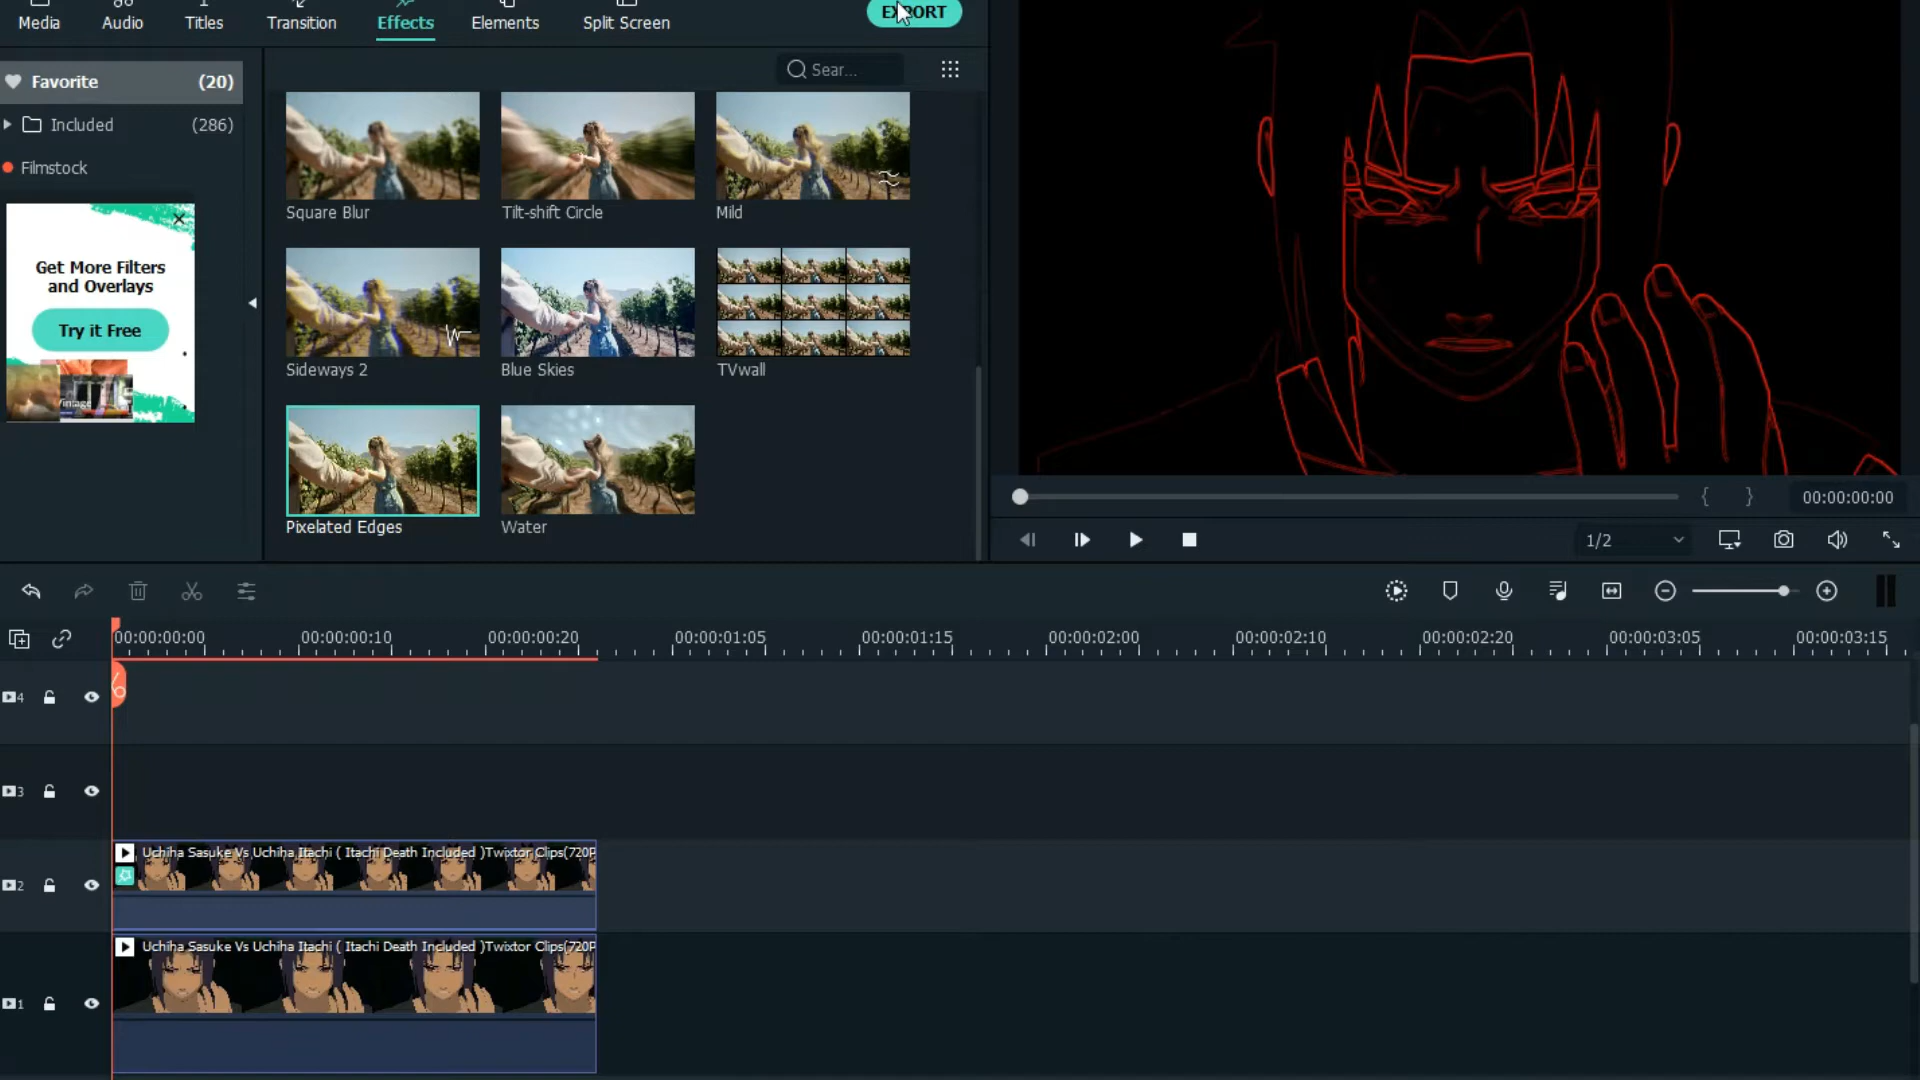 Media Audio Titles Transition Effects Elements Split Screen
EXPORT
Favorite (20)
Included (286)
Filmstock
Sear...
Get More Filters
and Overlays
Try it Free
Square Blur Tilt-shift Circle Mild
Sideways 2 Blue Skies TVwall
Pixelated Edges Water
{ } 00:00:00:00
1/2
00:00:00:00 00:00:00:10 00:00:00:20 00:00:01:05 00:00:01:15 00:00:02:00 00:00:02:10 00:00:02:20 00:00:03:05 00:00:03:15
4
3
Uchiha Sasuke Vs Uchiha Itachi ( Itachi Death Included )Twixtor Clips(720P
2
Uchiha Sasuke Vs Uchiha Itachi ( Itachi Death Included )Twixtor Clips(720P
1